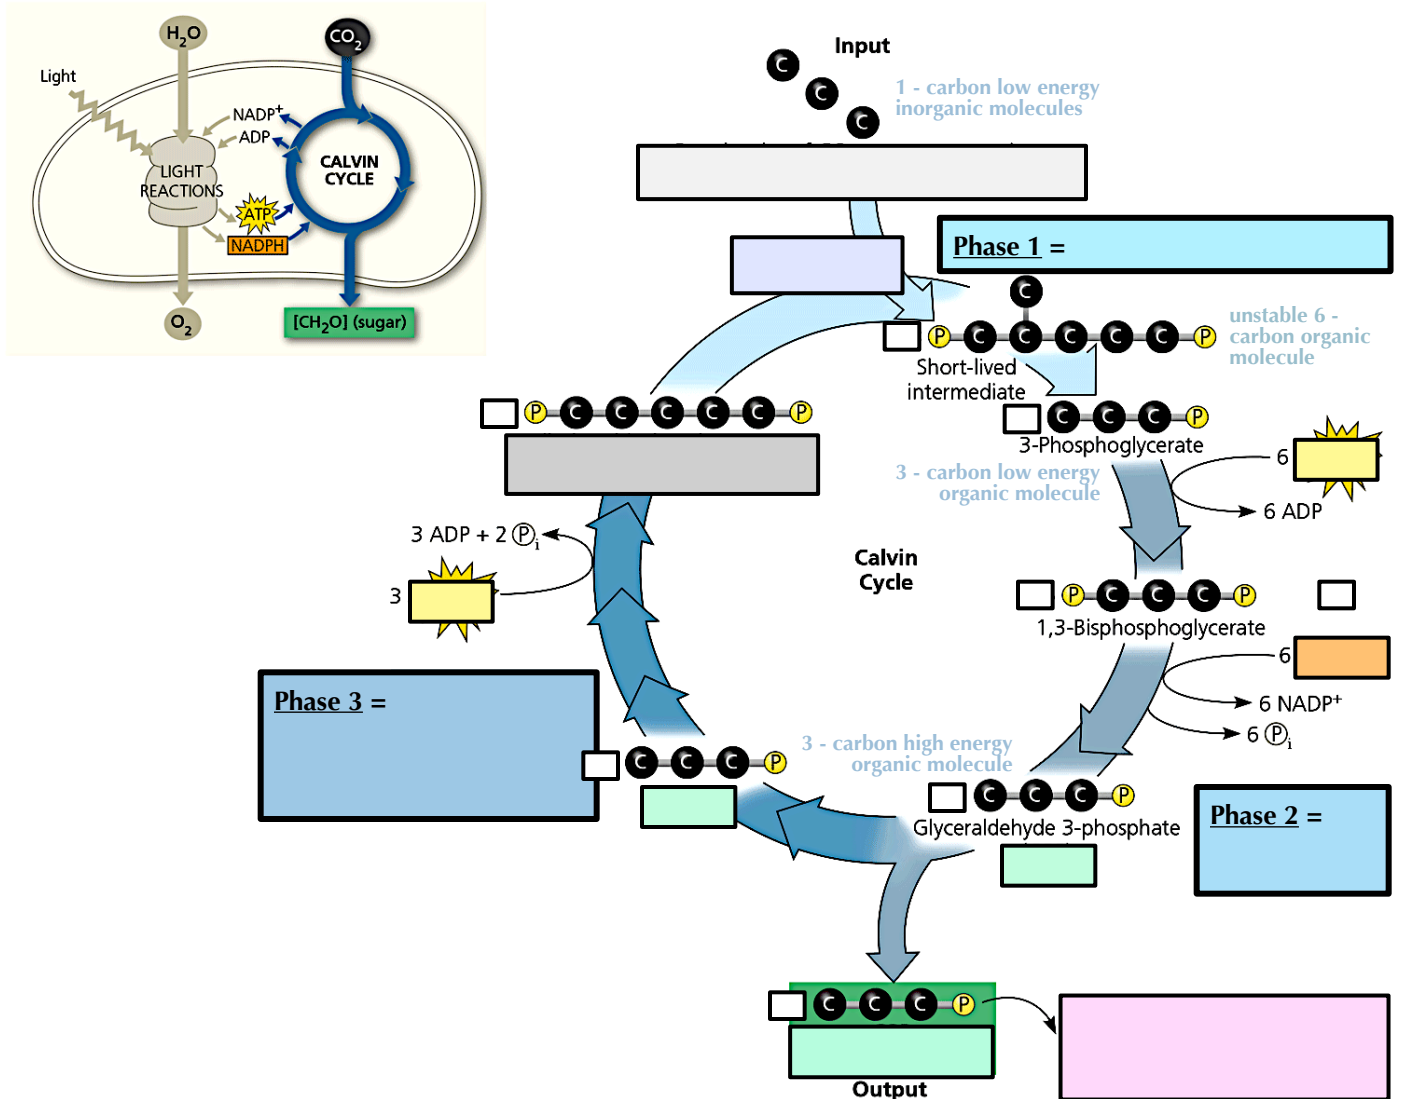 H2O
CO2
Light
NADP+
ADP
CALVIN
CYCLE
LIGHT
REACTIONS
ATP
NADPH
O2
[CH2O] (sugar)
Input
C
C
C
1 - carbon low energy
inorganic molecules
Phase 1 =
C
P C C C C C P
Short-lived
intermediate
unstable 6 -
carbon organic
molecule
P C C C C C P
C C C P
3-Phosphoglycerate
3 - carbon low energy
organic molecule
6
6 ADP
3 ADP + 2 Pi
3
Calvin
Cycle
P C C C P
1,3-Bisphosphoglycerate
6
6 NADP+
6 Pi
Phase 3 =
C C C P
3 - carbon high energy
organic molecule
C C C P
Glyceraldehyde 3-phosphate
Phase 2 =
C C C P
Output